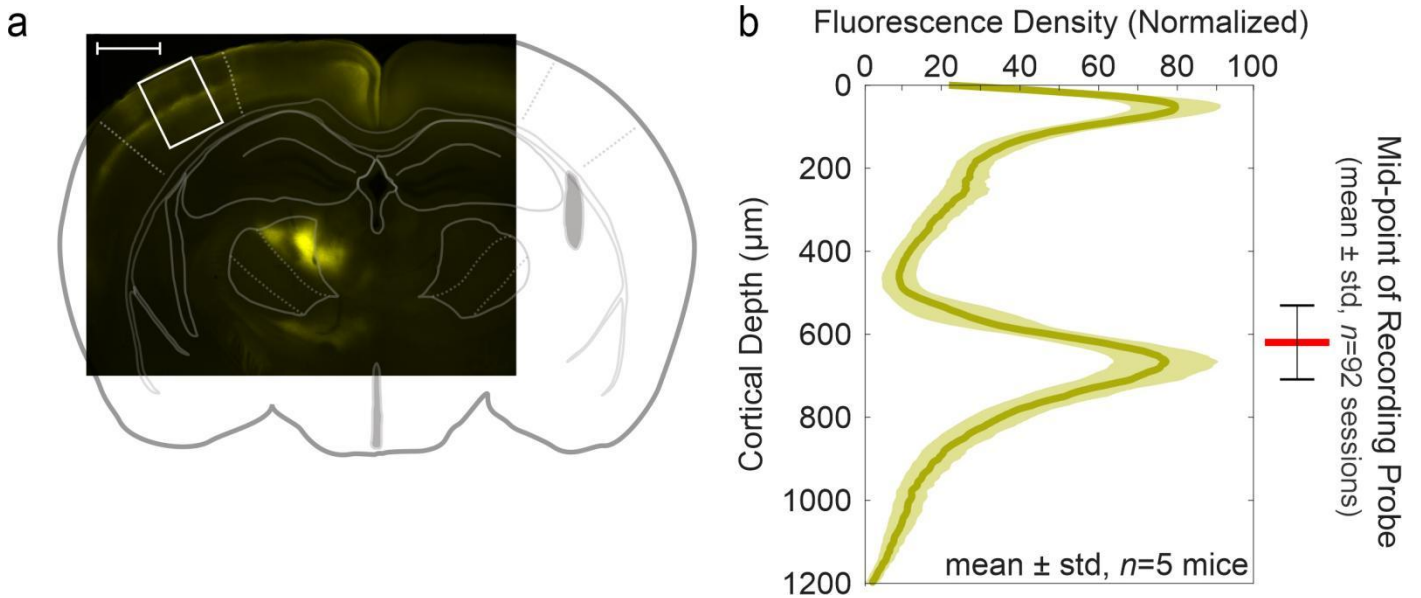 a
b
Fluorescence Density (Normalized)
0 20 40 60 80 100
0
200
400
600
800
1000
1200
Cortical Depth (µm)
mean ± std, n=5 mice
Mid-point of Recording Probe
(mean ± std, n=92 sessions)